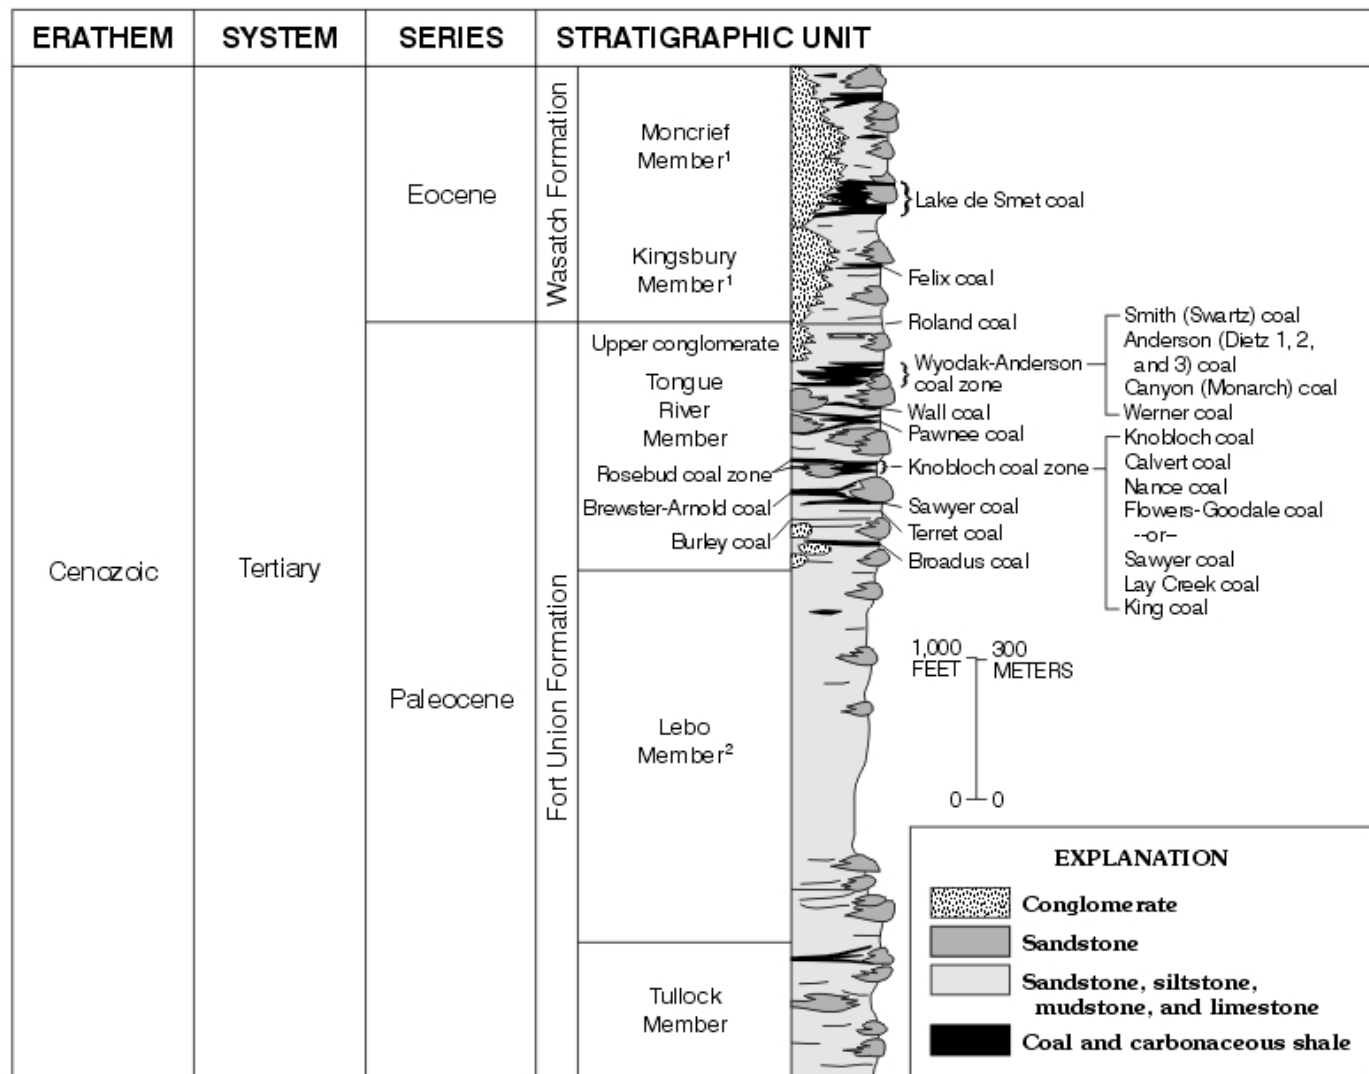 ERATHEM
SYSTEM
SERIES
STRATIGRAPHIC UNIT
Cenozoic
Tertiary
Eocene
Paleocene
Wasatch Formation
Fort Union Formation
Moncrief
Member¹
Kingsbury
Member¹
Upper conglomerate
Tongue
River
Member
Rosebud coal zone
Brewster-Arnold coal
Burley coal
Lebo
Member²
Tullock
Member
Lake de Smet coal
Felix coal
Roland coal
Wyodak-Anderson
coal zone
Wall coal
Pawnee coal
Knobloch coal zone
Sawyer coal
Terret coal
Broadus coal
Smith (Swartz) coal
Anderson (Dietz 1, 2,
and 3) coal
Canyon (Monarch) coal
Werner coal
Knobloch coal
Calvert coal
Nance coal
Flowers-Goodale coal
--or--
Sawyer coal
Lay Creek coal
King coal
1,000 300
FEET METERS
0 0
EXPLANATION
Conglomerate
Sandstone
Sandstone, siltstone,
mudstone, and limestone
Coal and carbonaceous shale